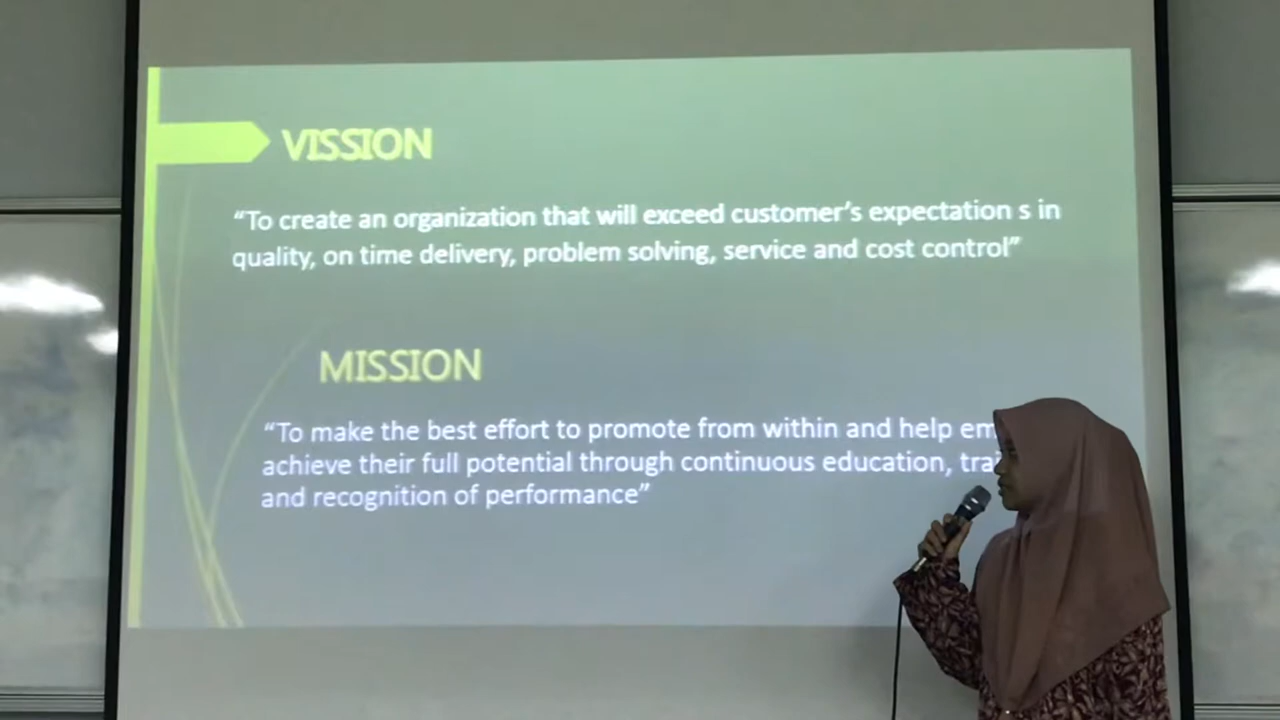 VISSION
“To create an organization that will exceed customer’s expectation s in
quality, on time delivery, problem solving, service and cost control”
MISSION
“To make the best effort to promote from within and help
achieve their full potential through continuous education,
and recognition of performance”